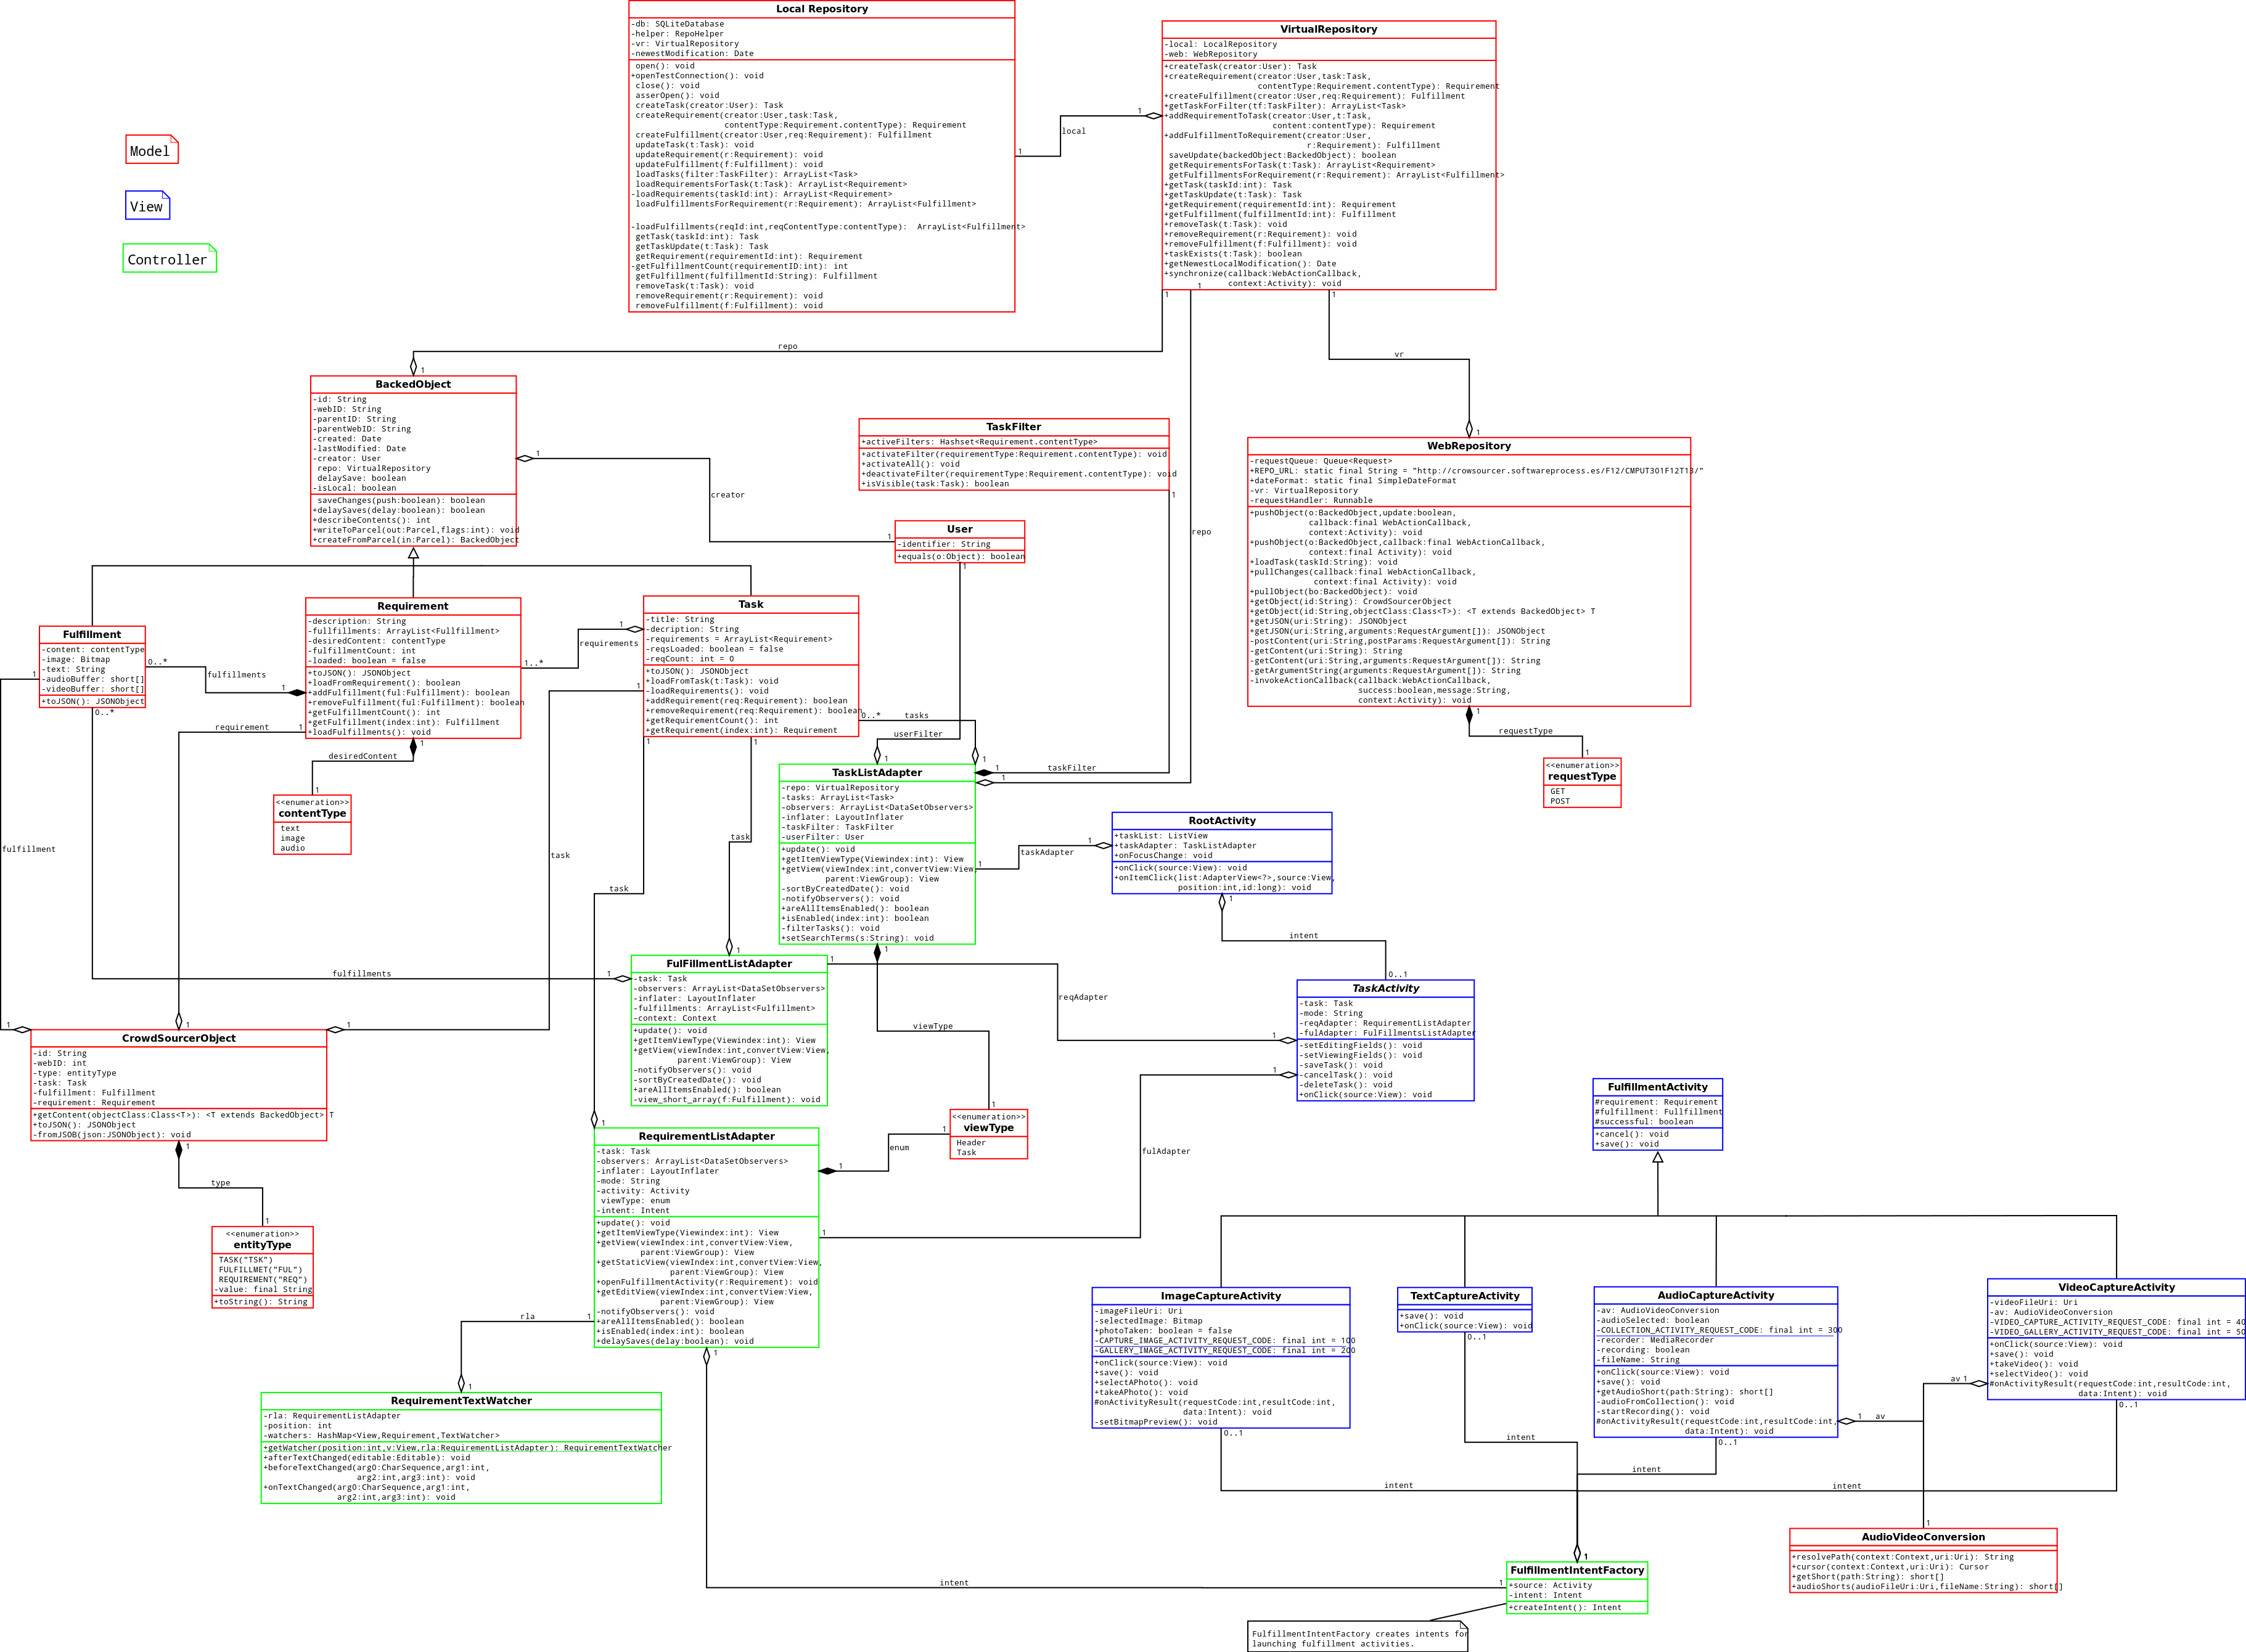 Local Repository
-db: SQLiteDatabase
-helper: RepoHelper
-vr: VirtualRepository
-newestModification: Date
open(): void
+openTestConnection(): void
close(): void
asserOpen(): void
createTask(creator:User): Task
createRequirement(creator:User,task:Task,
contentType:Requirement.contentType): Requirement
createFulfillment(creator:User,req:Requirement): Fulfillment
updateTask(t:Task): void
updateRequirement(r:Requirement): void
updateFulfillment(f:Fulfillment): void
loadTasks(filter:TaskFilter): ArrayList<Task>
loadRequirementsForTask(t:Task): ArrayList<Requirement>
-loadRequirements(taskId:int): ArrayList<Requirement>
loadFulfillmentsForRequirement(r:Requirement): ArrayList<Fulfillment>
-loadFulfillments(reqId:int,reqContentType:contentType):  ArrayList<Fulfillment>
getTask(taskId:int): Task
getTaskUpdate(t:Task): Task
getRequirement(requirementId:int): Requirement
-getFulfillmentCount(requirementID:int): int
getFulfillment(fulfillmentId:String): Fulfillment
removeTask(t:Task): void
removeRequirement(r:Requirement): void
removeFulfillment(f:Fulfillment): void
1
local
1
VirtualRepository
-local: LocalRepository
-web: WebRepository
+createTask(creator:User): Task
+createRequirement(creator:User,task:Task,
contentType:Requirement.contentType): Requirement
+createFulfillment(creator:User,req:Requirement): Fulfillment
+getTaskForFilter(tf:TaskFilter): ArrayList<Task>
+addRequirementToTask(creator:User,t:Task,
content:contentType): Requirement
+addFulfillmentToRequirement(creator:User,
r:Requirement): Fulfillment
saveUpdate(backedObject:BackedObject): boolean
getRequirementsForTask(t:Task): ArrayList<Requirement>
getFulfillmentsForRequirement(r:Requirement): ArrayList<Fulfillment>
+getTask(taskId:int): Task
+getTaskUpdate(t:Task): Task
+getRequirement(requirementId:int): Requirement
+getFulfillment(fulfillmentId:int): Fulfillment
+removeTask(t:Task): void
+removeRequirement(r:Requirement): void
+removeFulfillment(f:Fulfillment): void
+taskExists(t:Task): boolean
+getNewestLocalModification(): Date
+synchronize(callback:WebActionCallback,
context:Activity): void
1
1
1
Model
View
Controller
repo
1
vr
1
BackedObject
-id: String
-webID: String
-parentID: String
-parentWebID: String
-created: Date
-lastModified: Date
-creator: User
repo: VirtualRepository
delaySave: boolean
-isLocal: boolean
saveChanges(push:boolean): boolean
+delaySaves(delay:boolean): boolean
+describeContents(): int
+writeToParcel(out:Parcel,flags:int): void
+createFromParcel(in:Parcel): BackedObject
1
creator
1
TaskFilter
+activeFilters: Hashset<Requirement.contentType>
+activateFilter(requirementType:Requirement.contentType): void
+activateAll(): void
+deactivateFilter(requirementType:Requirement.contentType): void
+isVisible(task:Task): boolean
1
repo
User
-identifier: String
+equals(o:Object): boolean
1
WebRepository
-requestQueue: Queue<Request>
+REPO_URL: static final String = "http://crowsourcer.softwareprocess.es/F12/CMPUT301F12T13/"
+dateFormat: static final SimpleDateFormat
-vr: VirtualRepository
-requestHandler: Runnable
+pushObject(o:BackedObject,update:boolean,
callback:final WebActionCallback,
context:Activity): void
+pushObject(o:BackedObject,callback:final WebActionCallback,
context:final Activity): void
+loadTask(taskId:String): void
+pullChanges(callback:final WebActionCallback,
context:final Activity): void
+pullObject(bo:BackedObject): void
+getObject(id:String): CrowdSourcerObject
+getObject(id:String,objectClass:Class<T>): <T extends BackedObject> T
+getJSON(uri:String): JSONObject
+getJSON(uri:String,arguments:RequestArgument[]): JSONObject
-postContent(uri:String,postParams:RequestArgument[]): String
-getContent(uri:String): String
-getContent(uri:String,arguments:RequestArgument[]): String
-getArgumentString(arguments:RequestArgument[]): String
-invokeActionCallback(callback:WebActionCallback,
success:boolean,message:String,
context:Activity): void
1
requestType
1
<<enumeration>>
requestType
GET
POST
Fulfillment
-content: contentType
-image: Bitmap
-text: String
-audioBuffer: short[]
-videoBuffer: short[]
+toJSON(): JSONObject
1
0..*
0..*
fulfillments
1
Requirement
-description: String
-fullfillments: ArrayList<Fullfillment>
-desiredContent: contentType
-fulfillmentCount: int
-loaded: boolean = false
+toJSON(): JSONObject
+loadFromRequirement(): boolean
+addFulfillment(ful:Fulfillment): boolean
+removeFulfillment(ful:Fulfillment): boolean
+getFulfillmentCount(): int
+getFulfillment(index:int): Fulfillment
+loadFulfillments(): void
1..*
requirements
1
requirement
1
1
desiredContent
1
<<enumeration>>
contentType
text
image
audio
Task
-title: String
-decription: String
-requirements = ArrayList<Requirement>
-reqsLoaded: boolean = false
-reqCount: int = 0
+toJSON(): JSONObject
+loadFromTask(t:Task): void
-loadRequirements(): void
+addRequirement(req:Requirement): boolean
+removeRequirement(req:Requirement): boolean
+getRequirementCount(): int
+getRequirement(index:int): Requirement
1
1
1
0..*
tasks
1
userFilter
1
1
taskFilter
1
TaskListAdapter
-repo: VirtualRepository
-tasks: ArrayList<Task>
-observers: ArrayList<DataSetObservers>
-inflater: LayoutInflater
-taskFilter: TaskFilter
-userFilter: User
+update(): void
+getItemViewType(Viewindex:int): View
+getView(viewIndex:int,convertView:View,
parent:ViewGroup): View
-sortByCreatedDate(): void
-notifyObservers(): void
+areAllItemsEnabled(): boolean
+isEnabled(index:int): boolean
-filterTasks(): void
+setSearchTerms(s:String): void
1
1
taskAdapter
1
RootActivity
+taskList: ListView
+taskAdapter: TaskListAdapter
+onFocusChange: void
+onClick(source:View): void
+onItemClick(list:AdapterView<?>,source:View,
position:int,id:long): void
1
intent
0..1
fulfillment
task
task
task
1
FulFillmentListAdapter
-task: Task
-observers: ArrayList<DataSetObservers>
-inflater: LayoutInflater
-fulfillments: ArrayList<Fulfillment>
-context: Context
+update(): void
+getItemViewType(Viewindex:int): View
+getView(viewIndex:int,convertView:View,
parent:ViewGroup): View
-notifyObservers(): void
-sortByCreatedDate(): void
+areAllItemsEnabled(): boolean
-view_short_array(f:Fulfillment): void
fulfillments
1
1
reqAdapter
1
1
viewType
1
TaskActivity
-task: Task
-mode: String
-reqAdapter: RequirementListAdapter
-fulAdapter: FulFillmentsListAdapter
-setEditingFields(): void
-setViewingFields(): void
-saveTask(): void
-cancelTask(): void
-deleteTask(): void
+onClick(source:View): void
1
1
1
CrowdSourcerObject
-id: String
-webID: int
-type: entityType
-task: Task
-fulfillment: Fulfillment
-requirement: Requirement
+getContent(objectClass:Class<T>): <T extends BackedObject> T
+toJSON(): JSONObject
-fromJSOB(json:JSONObject): void
1
type
1
<<enumeration>>
entityType
TASK("TSK")
FULFILLMET("FUL")
REQUIREMENT("REQ")
-value: final String
+toString(): String
1
RequirementListAdapter
-task: Task
-observers: ArrayList<DataSetObservers>
-inflater: LayoutInflater
-mode: String
-activity: Activity
viewType: enum
-intent: Intent
+update(): void
+getItemViewType(Viewindex:int): View
+getView(viewIndex:int,convertView:View,
parent:ViewGroup): View
+getStaticView(viewIndex:int,convertView:View,
parent:ViewGroup): View
+openFulfillmentActivity(r:Requirement): void
+getEditView(viewIndex:int,convertView:View,
parent:ViewGroup): View
-notifyObservers(): void
+areAllItemsEnabled(): boolean
+isEnabled(index:int): boolean
+delaySaves(delay:boolean): void
1
enum
1
<<enumeration>>
viewType
Header
Task
1
fulAdapter
FulfillmentActivity
#requirement: Requirement
#fulfillment: Fullfillment
#successful: boolean
+cancel(): void
+save(): void
rla
1
1
1
RequirementTextWatcher
-rla: RequirementListAdapter
-position: int
-watchers: HashMap<View,Requirement,TextWatcher>
+getWatcher(position:int,v:View,rla:RequirementListAdapter): RequirementTextWatcher
+afterTextChanged(editable:Editable): void
+beforeTextChanged(arg0:CharSequence,arg1:int,
arg2:int,arg3:int): void
+onTextChanged(arg0:CharSequence,arg1:int,
arg2:int,arg3:int): void
ImageCaptureActivity
-imageFileUri: Uri
-selectedImage: Bitmap
+photoTaken: boolean = false
-CAPTURE_IMAGE_ACTIVITY_REQUEST_CODE: final int = 100
-GALLERY_IMAGE_ACTIVITY_REQUEST_CODE: final int = 200
+onClick(source:View): void
+save(): void
+selectAPhoto(): void
+takeAPhoto(): void
#onActivityResult(requestCode:int,resultCode:int,
data:Intent): void
-setBitmapPreview(): void
0..1
TextCaptureActivity
+save(): void
+onClick(source:View): void
0..1
AudioCaptureActivity
-av: AudioVideoConversion
-audioSelected: boolean
-COLLECTION_ACTIVITY_REQUEST_CODE: final int = 300
-recorder: MediaRecorder
-recording: boolean
-fileName: String
+onClick(source:View): void
+save(): void
+getAudioShort(path:String): short[]
-audioFromCollection(): void
-startRecording(): void
#onActivityResult(requestCode:int,resultCode:int,
data:Intent): void
0..1
1
av
VideoCaptureActivity
-videoFileUri: Uri
-av: AudioVideoConversion
-VIDEO_CAPTURE_ACTIVITY_REQUEST_CODE: final int = 40
-VIDEO_GALLERY_ACTIVITY_REQUEST_CODE: final int = 50
+onClick(source:View): void
+save(): void
+takeVideo(): void
+selectVideo(): void
#onActivityResult(requestCode:int,resultCode:int,
data:Intent): void
av
1
0..1
intent
intent
intent
intent
1
AudioVideoConversion
+resolvePath(context:Context,uri:Uri): String
+cursor(context:Context,uri:Uri): Cursor
+getShort(path:String): short[]
+audioShorts(audioFileUri:Uri,fileName:String): short[]
intent
1
1
FulfillmentIntentFactory
+source: Activity
-intent: Intent
+createIntent(): Intent
FulfillmentIntentFactory creates intents for
launching fulfillment activities.